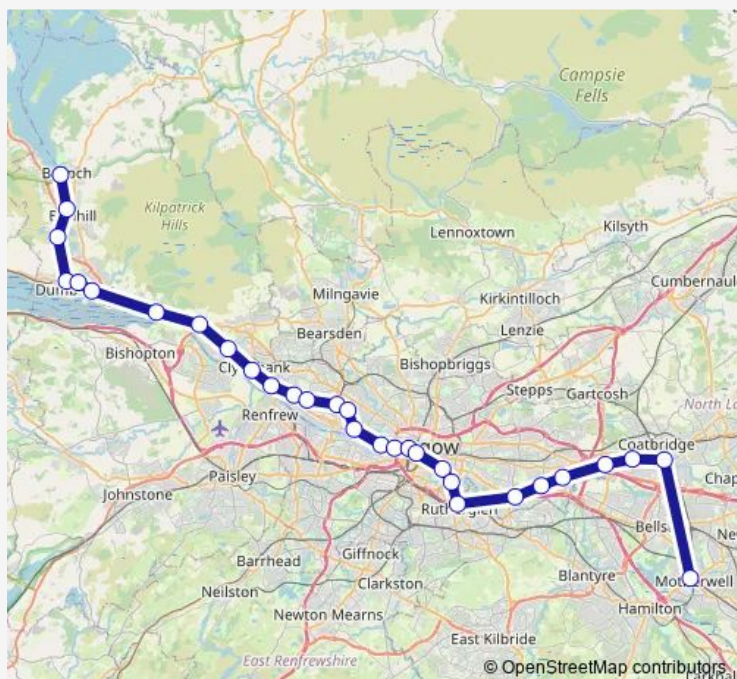 Campsie
Fells
Kilpatrick
Hills
Kilsyth
Lennoxtown
Cumbernaul
Milngavie
Kirkintilloch
Bearsden
Lenzie
Bishopton
Bishopbriggs
Stepps
Gartcosh
Renfrew
North La
Coatbridge
Paisley
Chap
Johnstone
Bells
Giffnock
Barrhead
Blantyre
Clarkston
Neilston
Hamilton
Newton Mearns
East Kilbride
East Renfrewshire
© OpenStreetMap contributors